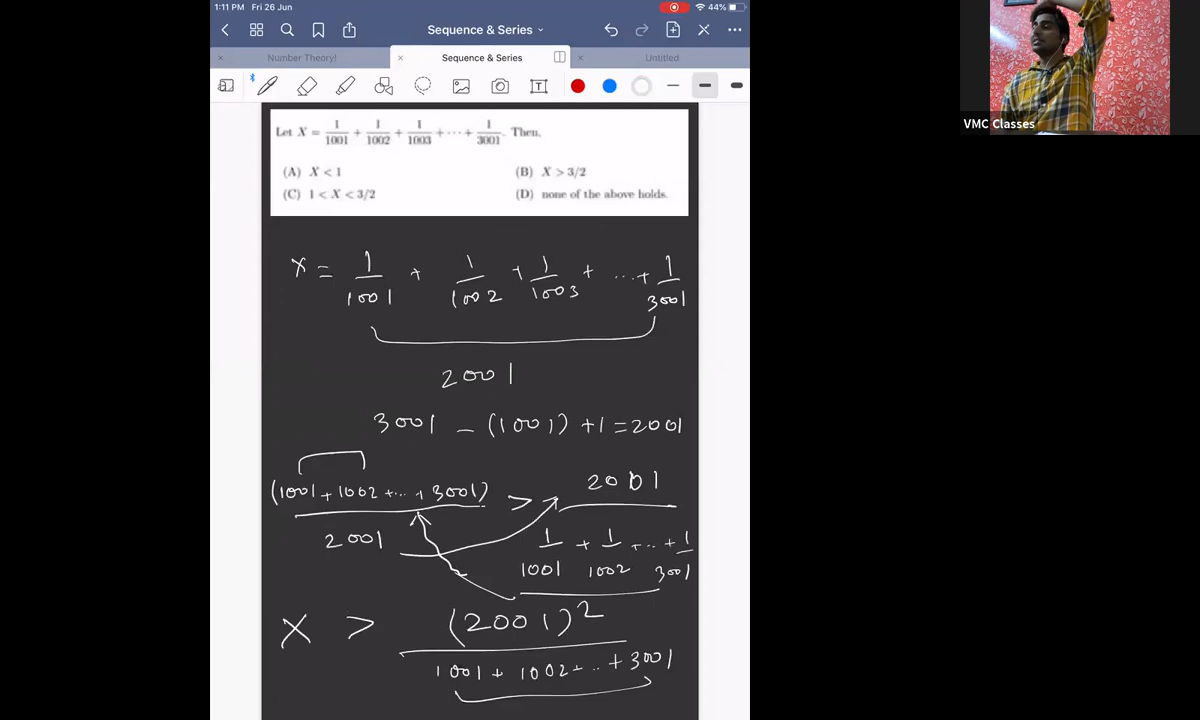 1:11 PM Fri 26 Jun
44%
Sequence & Series
Number Theory!
Sequence & Series
Untitled
VMC Classes
Let X = 1/1001 + 1/1002 + 1/1003 + ⋯ + 1/3001. Then,
(A) X < 1
(B) X > 3/2
(C) 1 < X < 3/2
(D) none of the above holds.
X = 1/1001 + 1/1002 + 1/1003 + ... + 1/3001
2001
3001 - (1001) + 1 = 2001
(1001 + 1002 + ... + 3001)/2001 > 2001/(1/1001 + 1/1002 + ... + 1/3001)
X > (2001)²/(1001 + 1002 + ... + 3001)